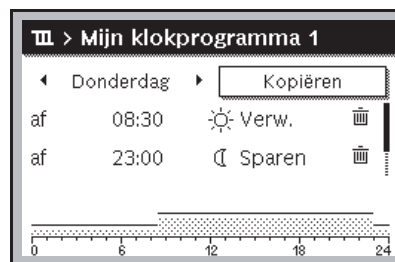 > Mijn klokprogramma 1
Donderdag Kopiëren
af 08:30 Verw.
af 23:00 Sparen
0 6 12 18 24